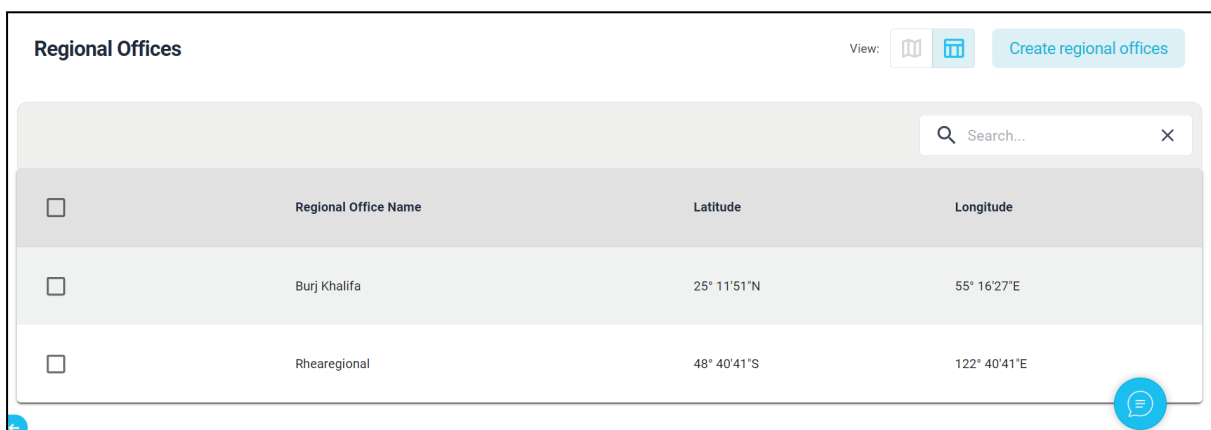 Regional Offices
View:
Create regional offices
Search...
Regional Office Name Latitude Longitude
Burj Khalifa 25° 11'51"N 55° 16'27"E
Rhearegional 48° 40'41"S 122° 40'41"E